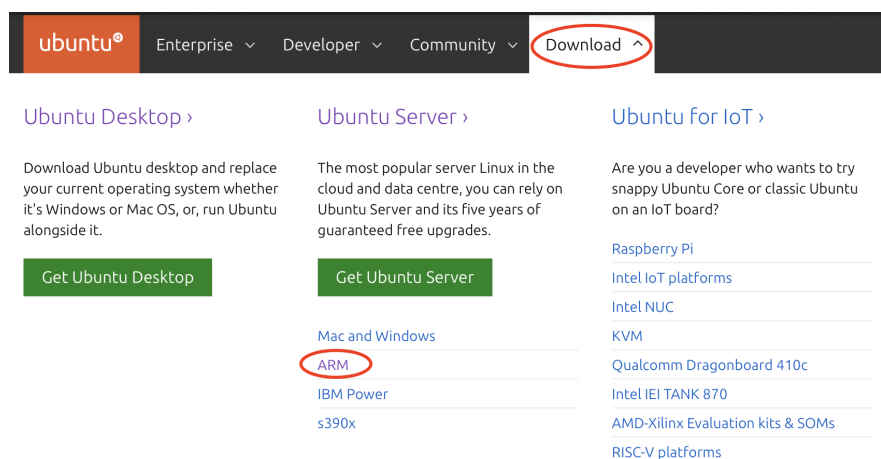 ubuntu® Enterprise Developer Community Download
Ubuntu Desktop ›
Download Ubuntu desktop and replace
your current operating system whether
it's Windows or Mac OS, or, run Ubuntu
alongside it.
Get Ubuntu Desktop
Ubuntu Server ›
The most popular server Linux in the
cloud and data centre, you can rely on
Ubuntu Server and its five years of
guaranteed free upgrades.
Get Ubuntu Server
Mac and Windows
ARM
IBM Power
s390x
Ubuntu for IoT ›
Are you a developer who wants to try
snappy Ubuntu Core or classic Ubuntu
on an IoT board?
Raspberry Pi
Intel IoT platforms
Intel NUC
KVM
Qualcomm Dragonboard 410c
Intel IEI TANK 870
AMD-Xilinx Evaluation kits & SOMs
RISC-V platforms